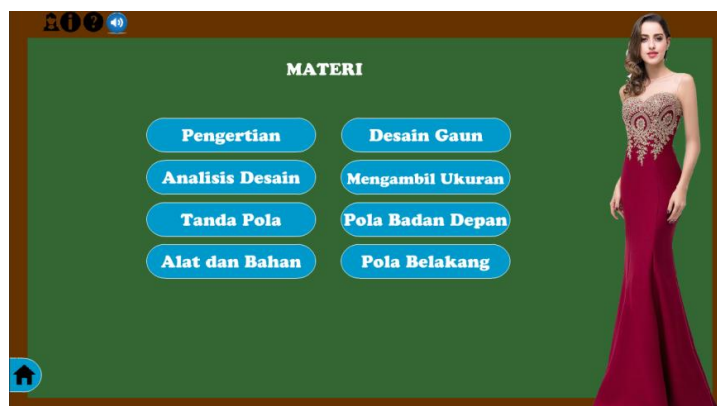 MATERI
Pengertian
Desain Gaun
Analisis Desain
Mengambil Ukuran
Tanda Pola
Pola Badan Depan
Alat dan Bahan
Pola Belakang